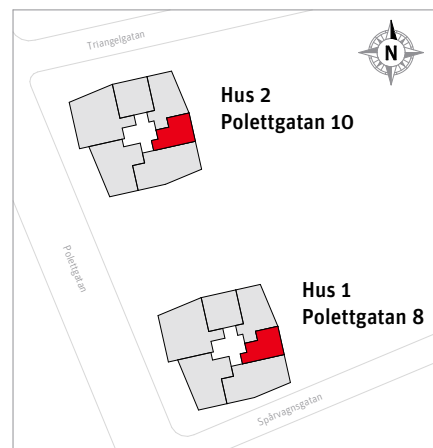 Triangelgatan
N
Hus 2
Polettgatan 10
Polettgatan
Hus 1
Polettgatan 8
Spårvagnsgatan